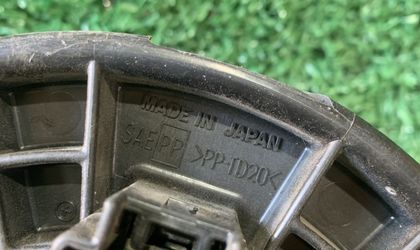 MADE IN JAPAN
SAE PP >PP-TD20<